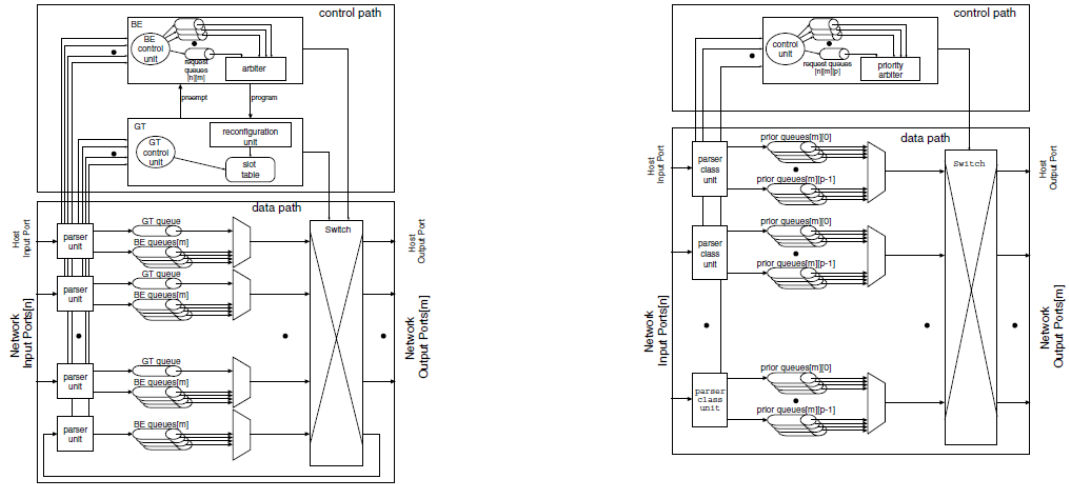 control path
BE
BE
control
unit
request
queues
[n][m]
arbiter
preempt
program
GT
GT
control
unit
reconfiguration
unit
slot
table
data path
Host
Input Port
Network
Input Ports[n]
parser
unit
GT queue
BE queues[m]
parser
unit
GT queue
BE queues[m]
parser
unit
GT queue
BE queues[m]
parser
unit
BE queues[m]
Switch
Host
Output Port
Network
Output Ports[m]
control path
control
unit
request queues
[n][m][p]
priority
arbiter
data path
Host
Input Port
Network
Input Ports[n]
parser
class
unit
prior queues[m][0]
prior queues[m][p-1]
parser
class
unit
prior queues[m][0]
prior queues[m][p-1]
parser
class
unit
prior queues[m][0]
prior queues[m][p-1]
Switch
Host
Output Port
Network
Output Ports[m]